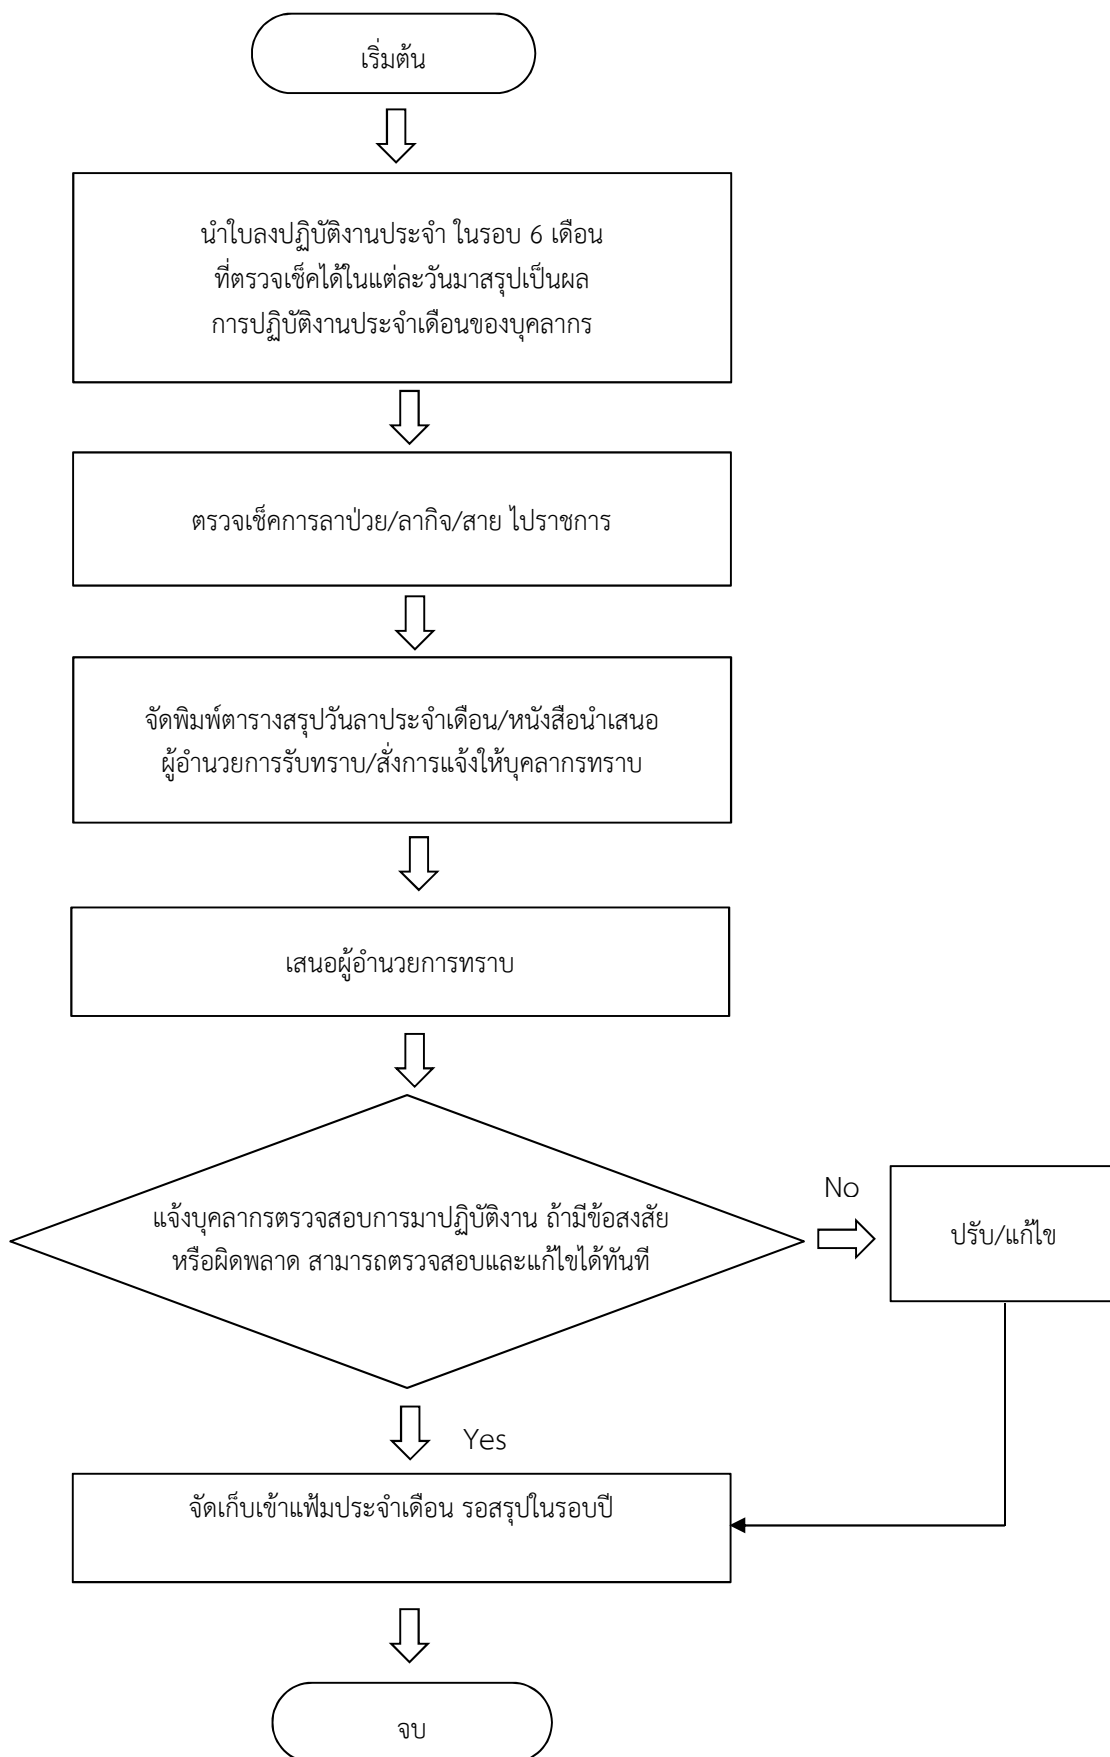 เริ่มต้น
นำใบลงปฏิบัติงานประจำ ในรอบ 6 เดือน
ที่ตรวจเช็คได้ในแต่ละวันมาสรุปเป็นผล
การปฏิบัติงานประจำเดือนของบุคลากร
ตรวจเช็คการลาป่วย/ลากิจ/สาย ไปราชการ
จัดพิมพ์ตารางสรุปวันลาประจำเดือน/หนังสือนำเสนอ
ผู้อำนวยการรับทราบ/สั่งการแจ้งให้บุคลากรทราบ
เสนอผู้อำนวยการทราบ
แจ้งบุคลากรตรวจสอบการมาปฏิบัติงาน ถ้ามีข้อสงสัย
หรือผิดพลาด สามารถตรวจสอบและแก้ไขได้ทันที
No
ปรับ/แก้ไข
Yes
จัดเก็บเข้าแฟ้มประจำเดือน รอสรุปในรอบปี
จบ